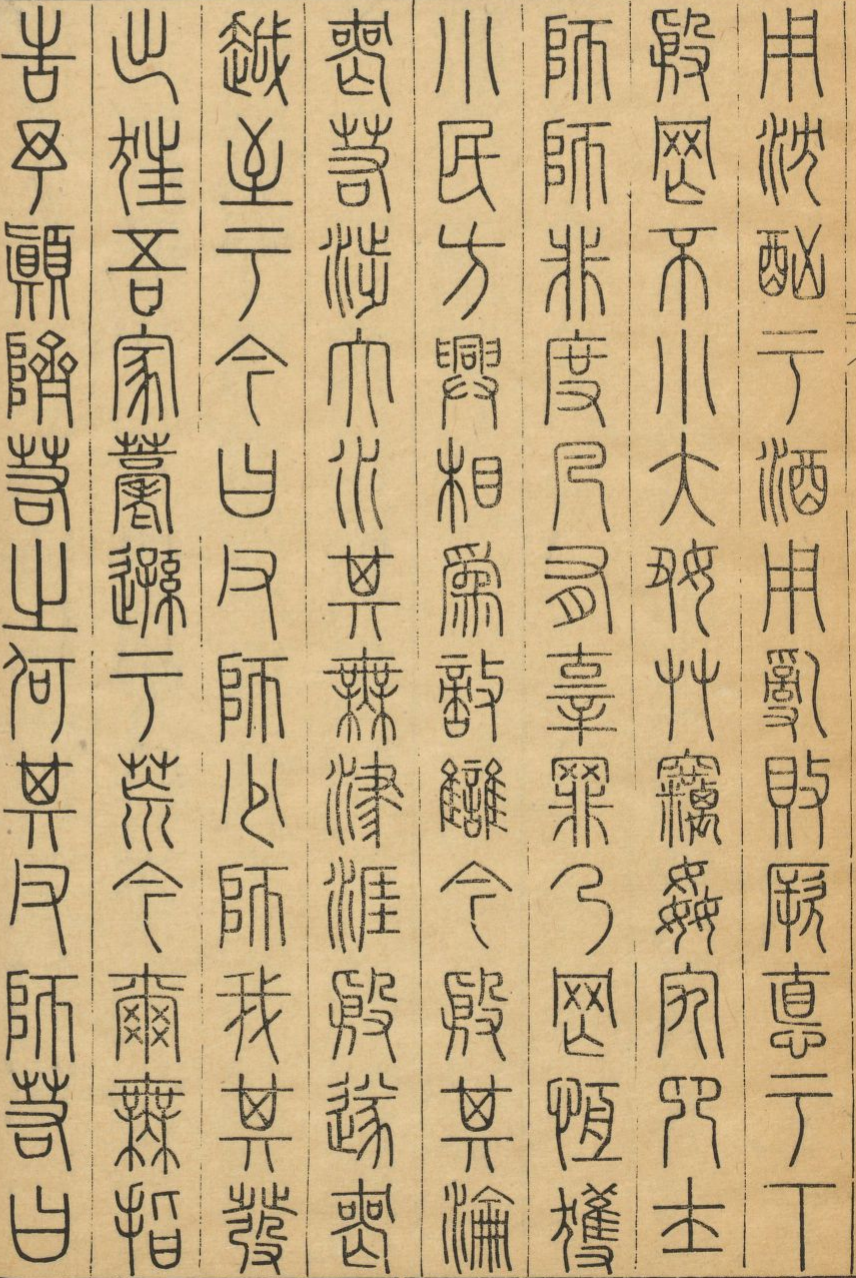 用沈酗于酒用亂敗厥悳于下
殷罔不小大好艸竊姦宄卿士
師師非度凡有辜罪乃罔恆獲
小民方興相為敵讎今殷其淪
喪若涉大水其無津涯殷遂喪
越至于今曰父師少師我其發
出狂吾家耄遜于荒今爾無指
告予顛隮若之何其父師若曰